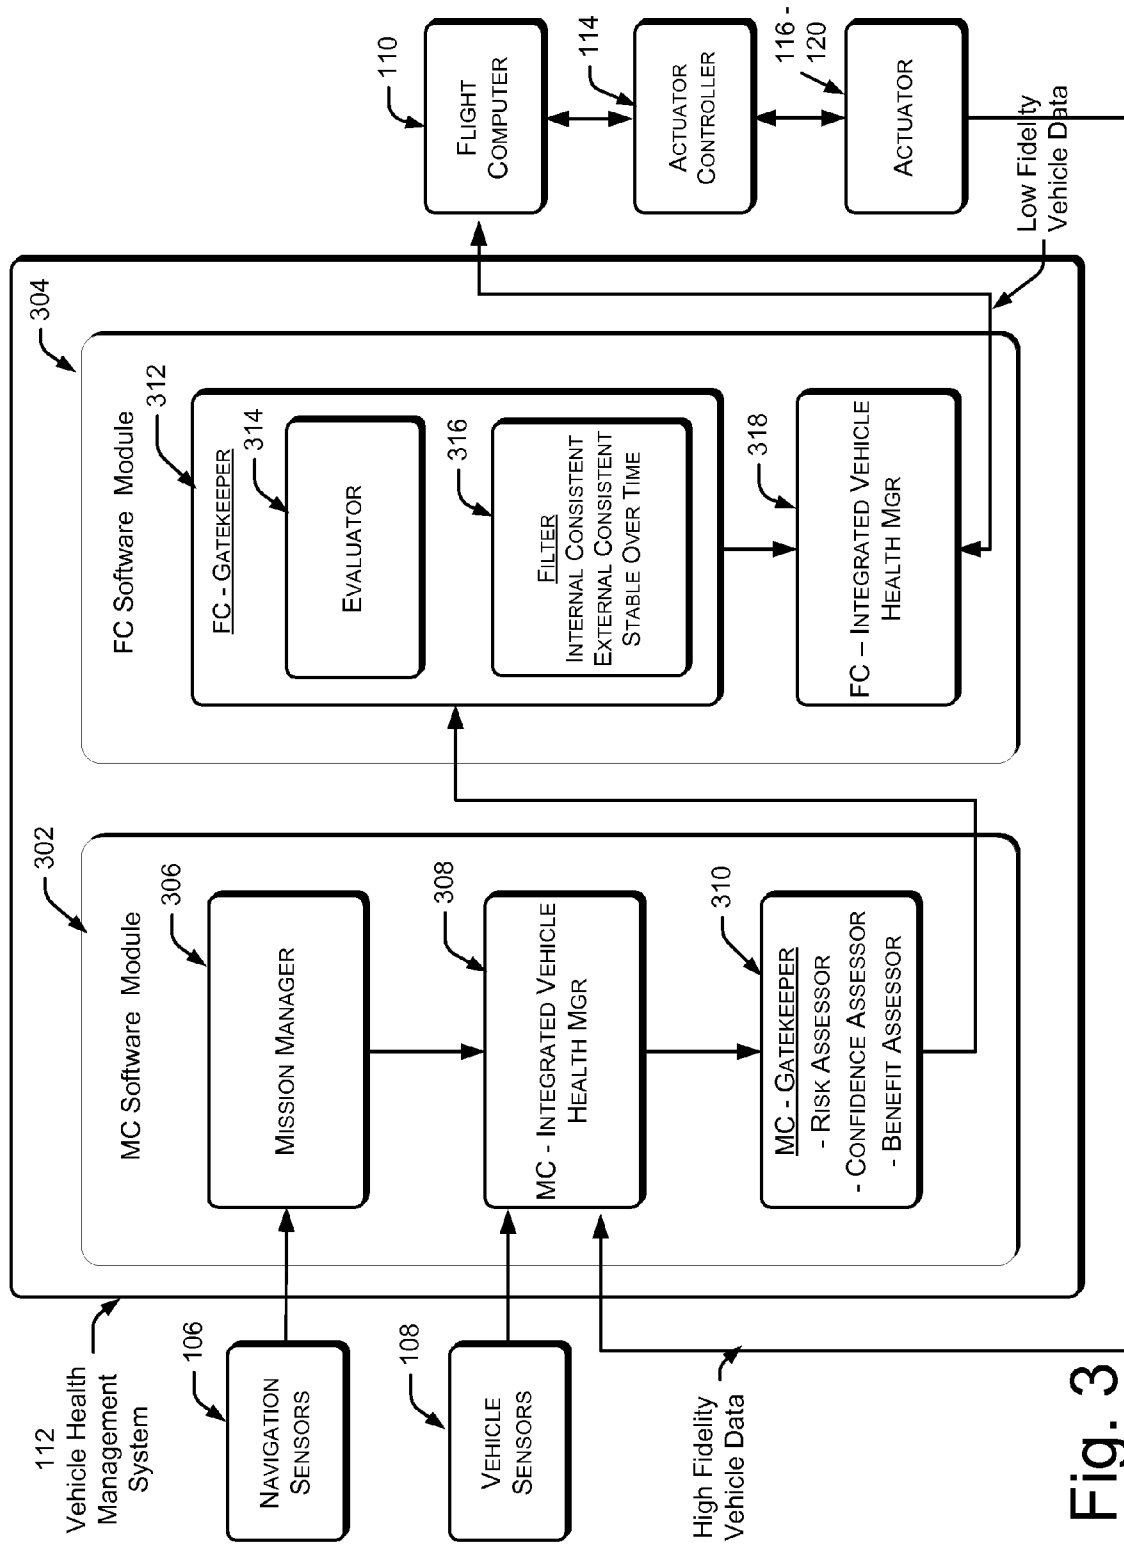 112
Vehicle Health
Management
System
106
NAVIGATION
SENSORS
108
VEHICLE
SENSORS
High Fidelity
Vehicle Data
302
MC Software Module
306
MISSION MANAGER
308
MC - INTEGRATED VEHICLE
HEALTH MGR
310
MC - GATEKEEPER
- RISK ASSESSOR
- CONFIDENCE ASSESSOR
- BENEFIT ASSESSOR
304
FC Software Module
312
FC - GATEKEEPER
314
EVALUATOR
316
FILTER
INTERNAL CONSISTENT
EXTERNAL CONSISTENT
STABLE OVER TIME
318
FC – INTEGRATED VEHICLE
HEALTH MGR
110
FLIGHT
COMPUTER
114
ACTUATOR
CONTROLLER
116 -
120
ACTUATOR
Low Fidelity
Vehicle Data
Fig. 3